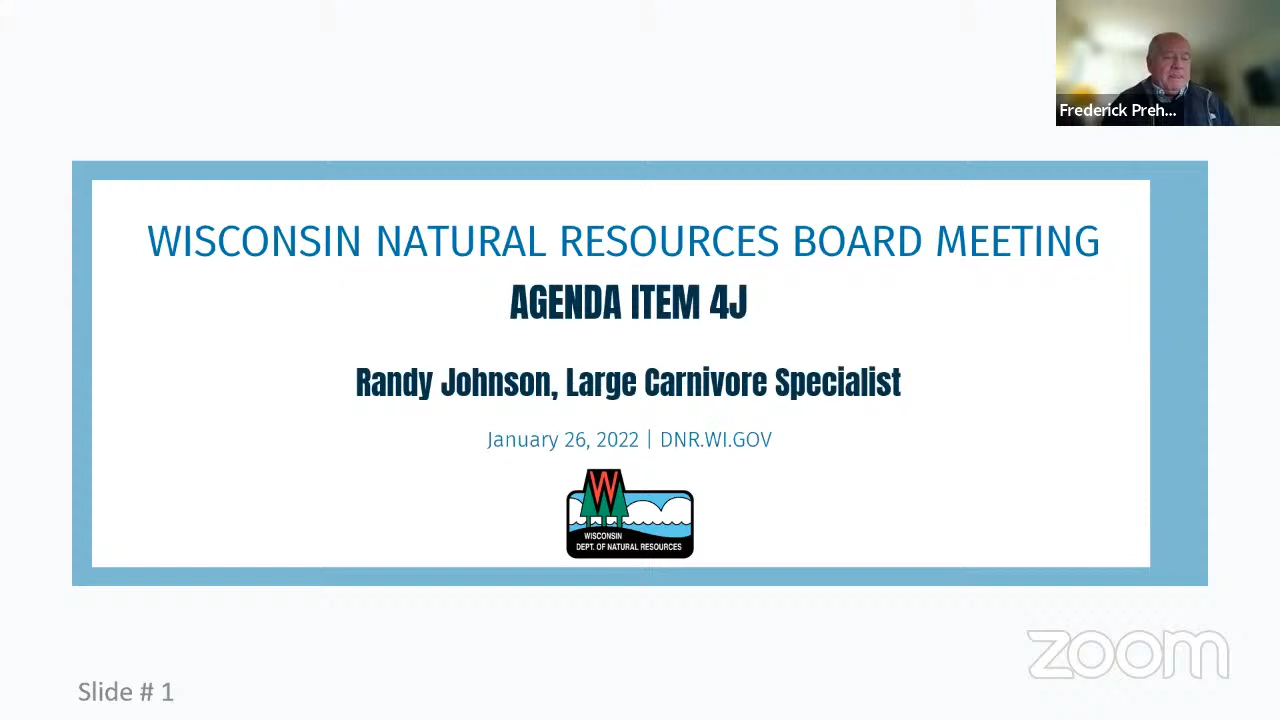 Frederick Preh...
WISCONSIN NATURAL RESOURCES BOARD MEETING
AGENDA ITEM 4J
Randy Johnson, Large Carnivore Specialist
January 26, 2022 | DNR.WI.GOV
W
WISCONSIN
DEPT. OF NATURAL RESOURCES
zoom
Slide # 1